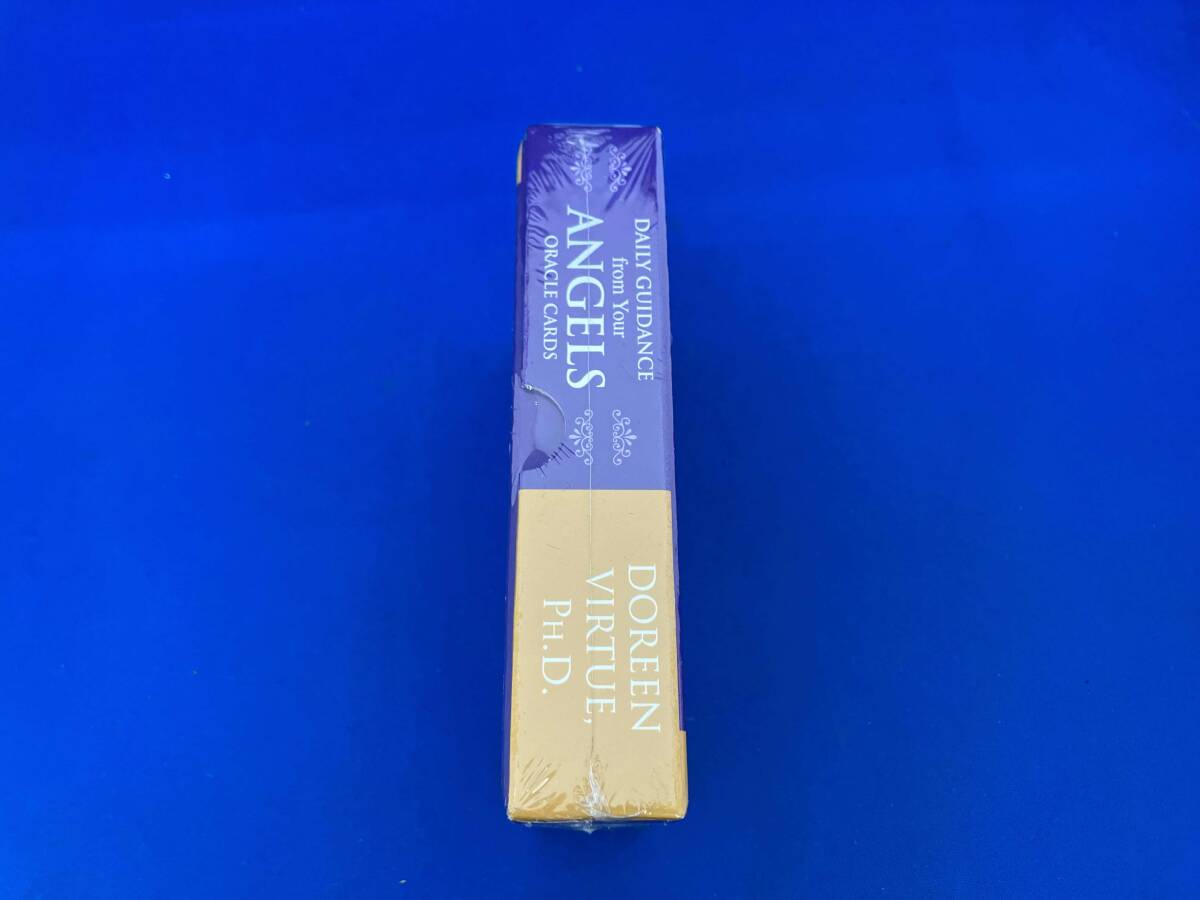 DAILY GUIDANCE
from Your
ANGELS
ORACLE CARDS
DOREEN
VIRTUE,
PH.D.